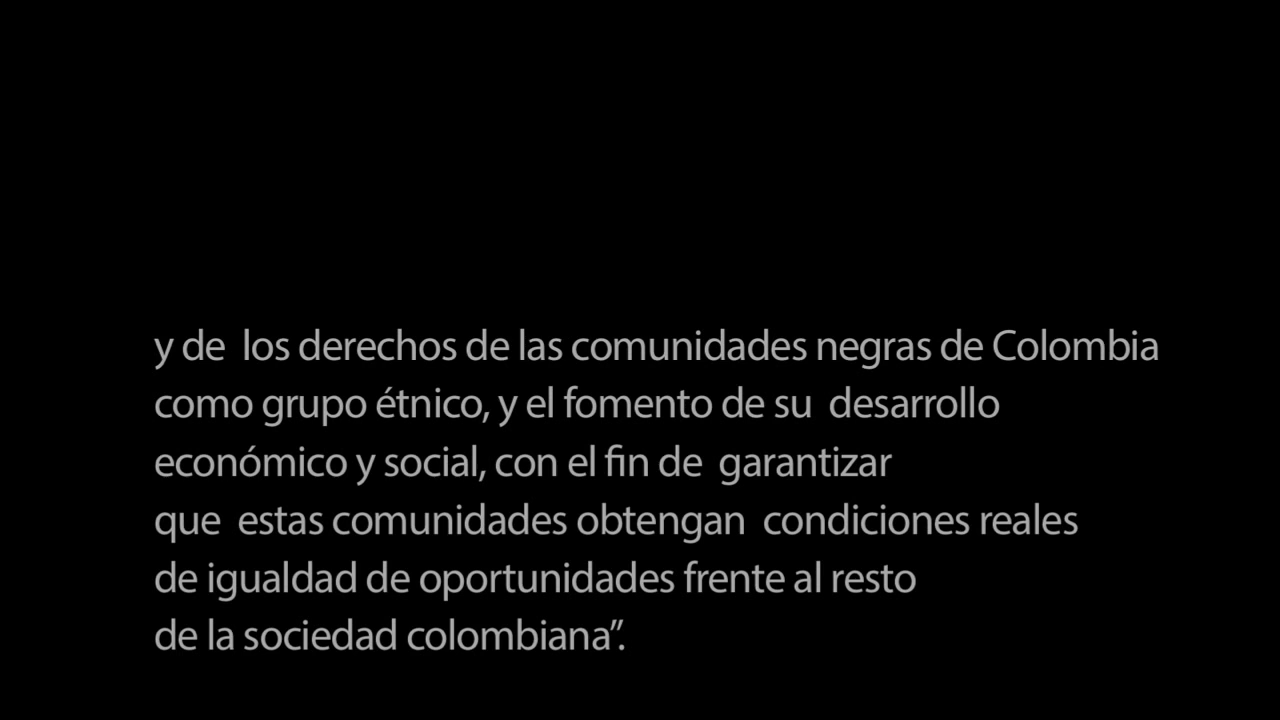 y de los derechos de las comunidades negras de Colombia
como grupo étnico, y el fomento de su desarrollo
económico y social, con el fin de garantizar
que estas comunidades obtengan condiciones reales
de igualdad de oportunidades frente al resto
de la sociedad colombiana”.